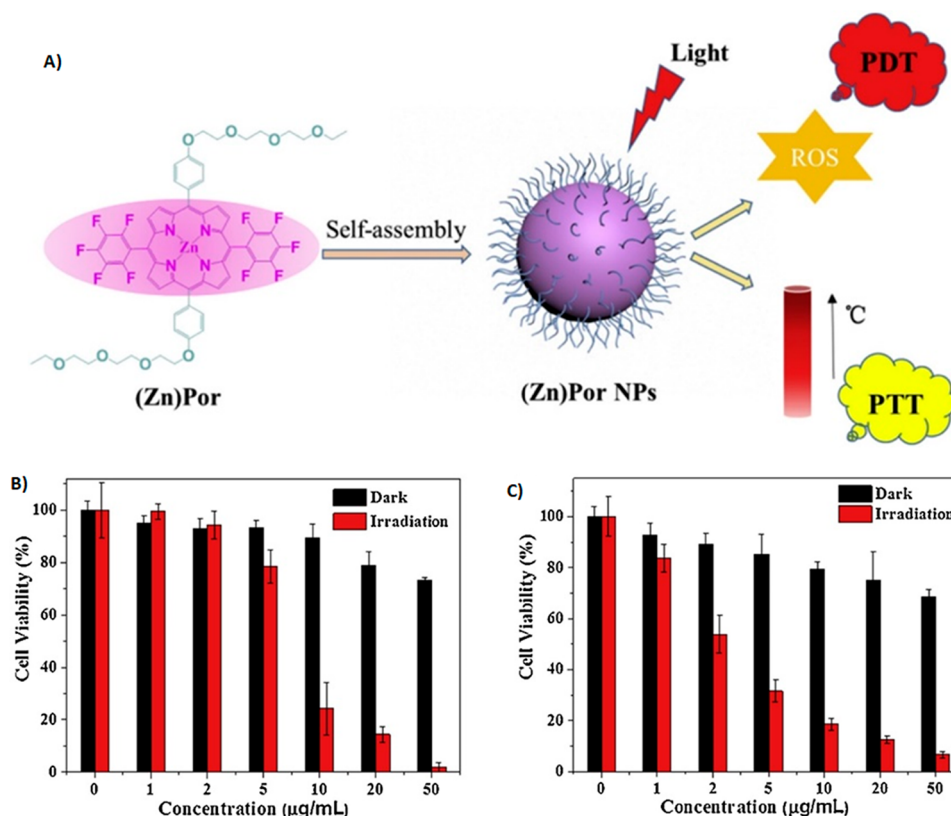 A)
Light
PDT
ROS
O O O O
F F F F F F F F F F
N N Zn N N
O O O O
Self-assembly
°C
PTT
(Zn)Por
(Zn)Por NPs
B)
Dark
Irradiation
Cell Viability (%)
100
80
60
40
20
0
0 1 2 5 10 20 50
Concentration (μg/mL)
C)
Dark
Irradiation
Cell Viability (%)
100
80
60
40
20
0
0 1 2 5 10 20 50
Concentration (μg/mL)